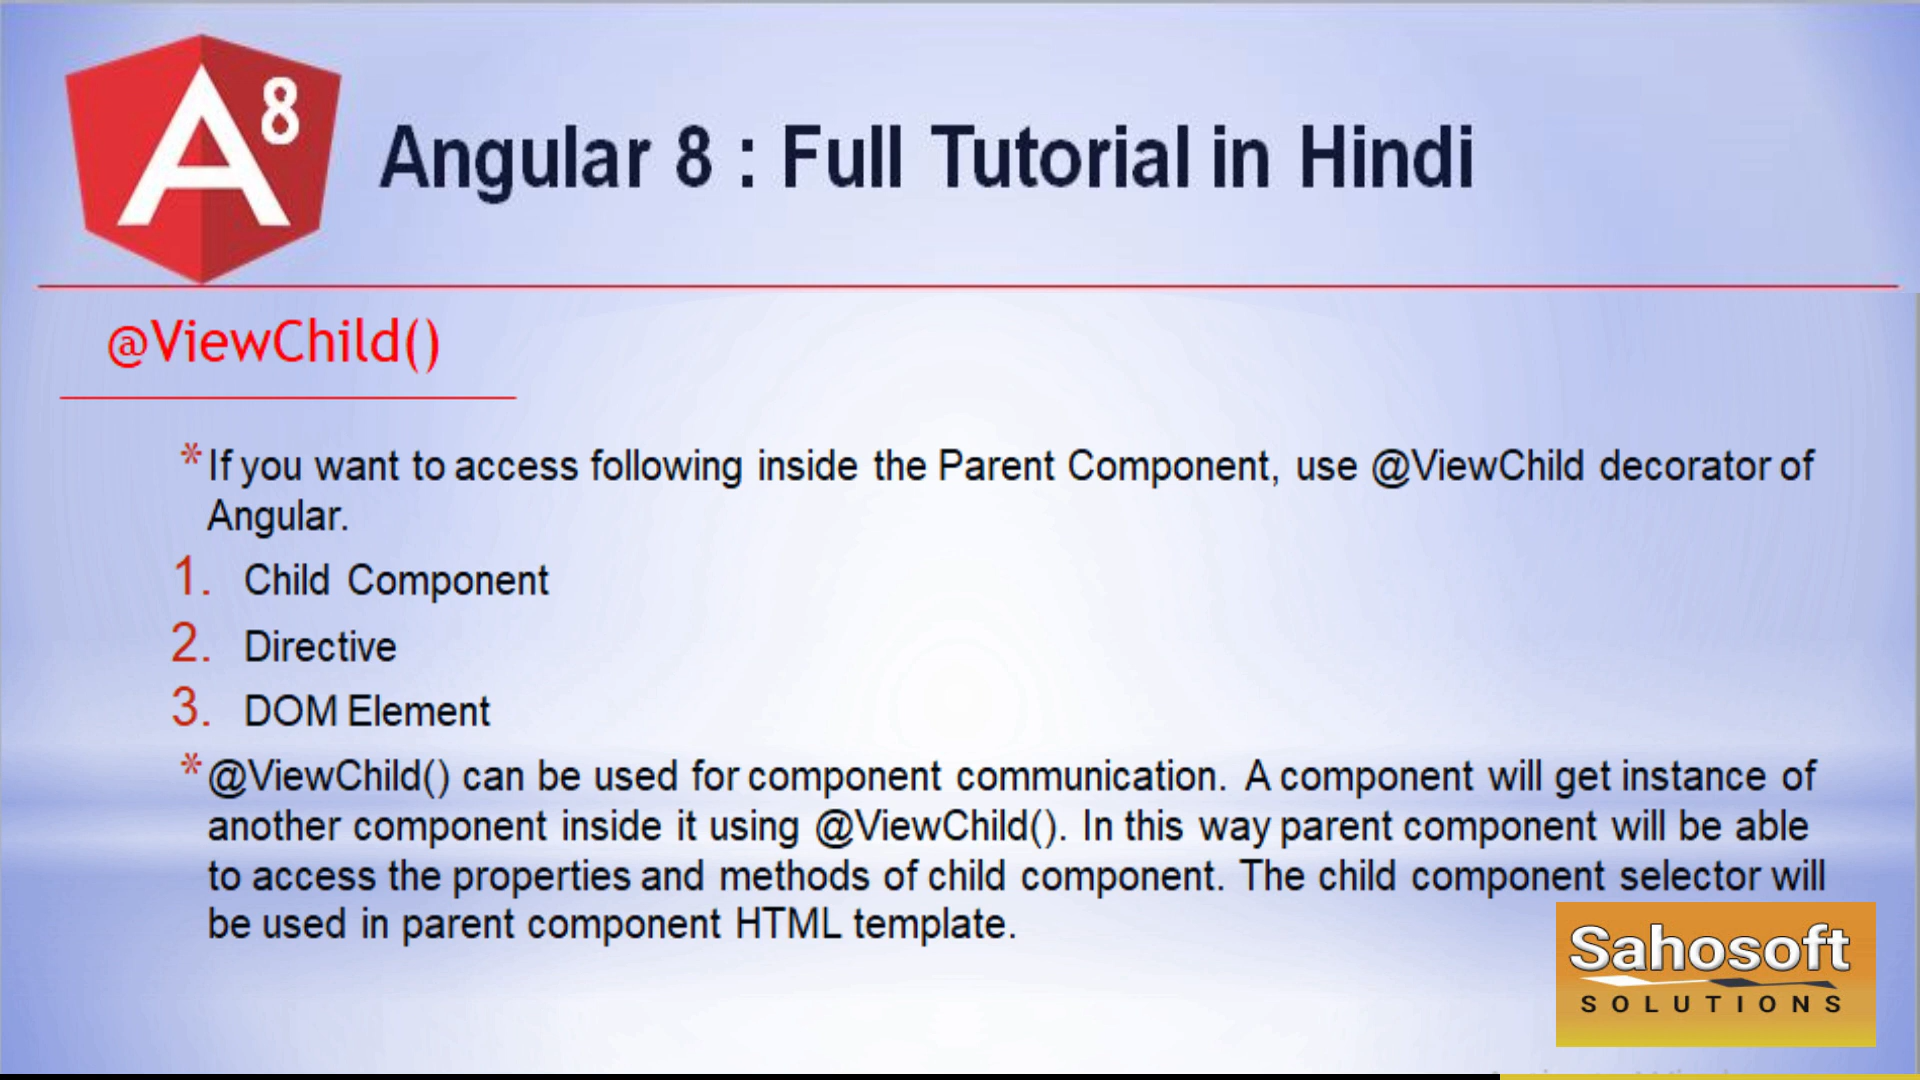 A8
Angular 8 : Full Tutorial in Hindi
@ViewChild()
* If you want to access following inside the Parent Component, use @ViewChild decorator of
Angular.
1. Child Component
2. Directive
3. DOM Element
* @ViewChild() can be used for component communication. A component will get instance of
another component inside it using @ViewChild(). In this way parent component will be able
to access the properties and methods of child component. The child component selector will
be used in parent component HTML template.
Sahosoft
SOLUTIONS